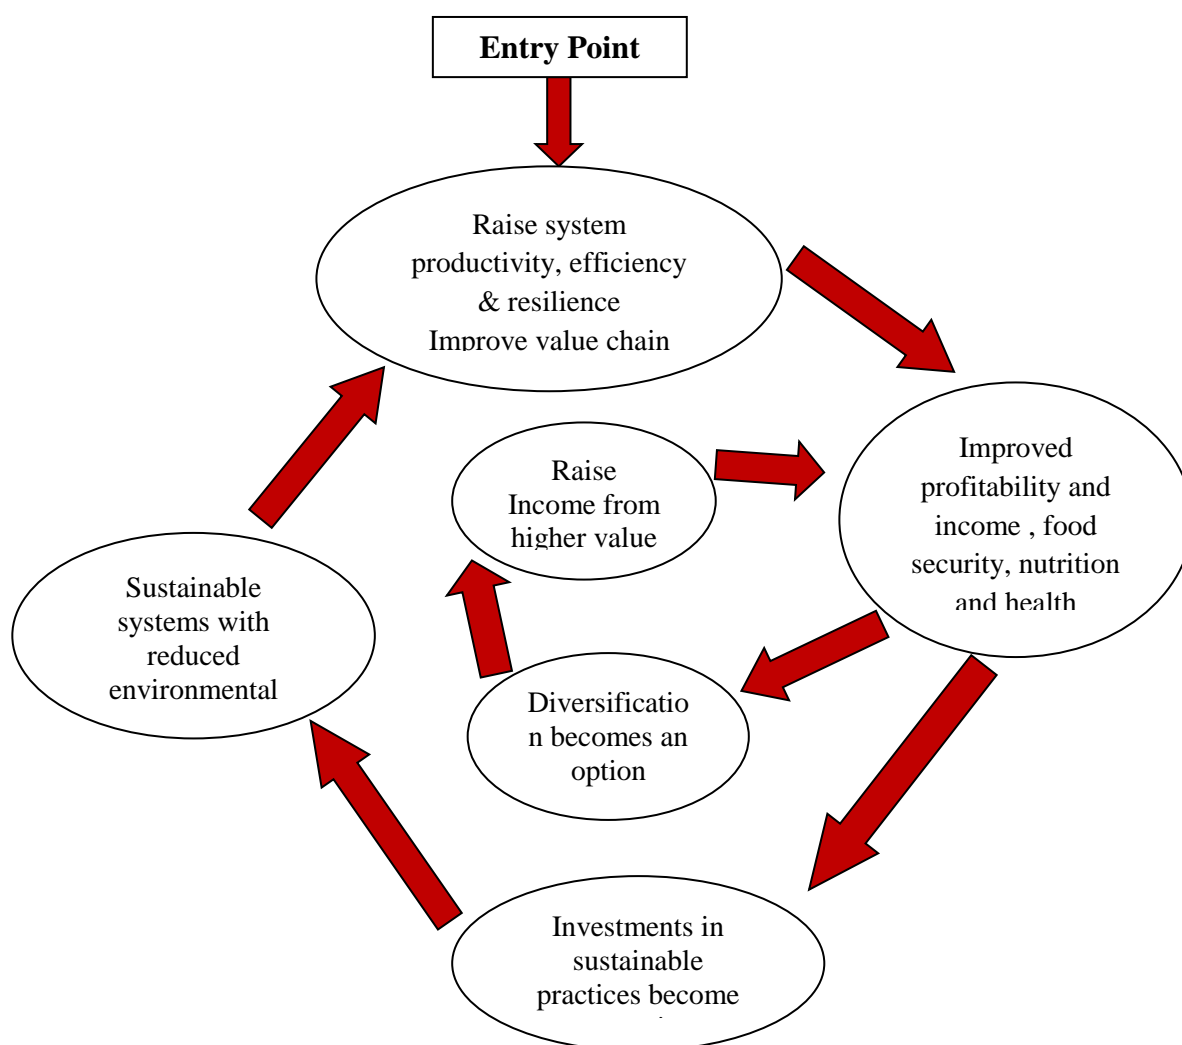 Entry Point
Raise system
productivity, efficiency
& resilience
Improve value chain
Raise
Income from
higher value
Improved
profitability and
income , food
security, nutrition
and health
Sustainable
systems with
reduced
environmental
Diversificatio
n becomes an
option
Investments in
sustainable
practices become